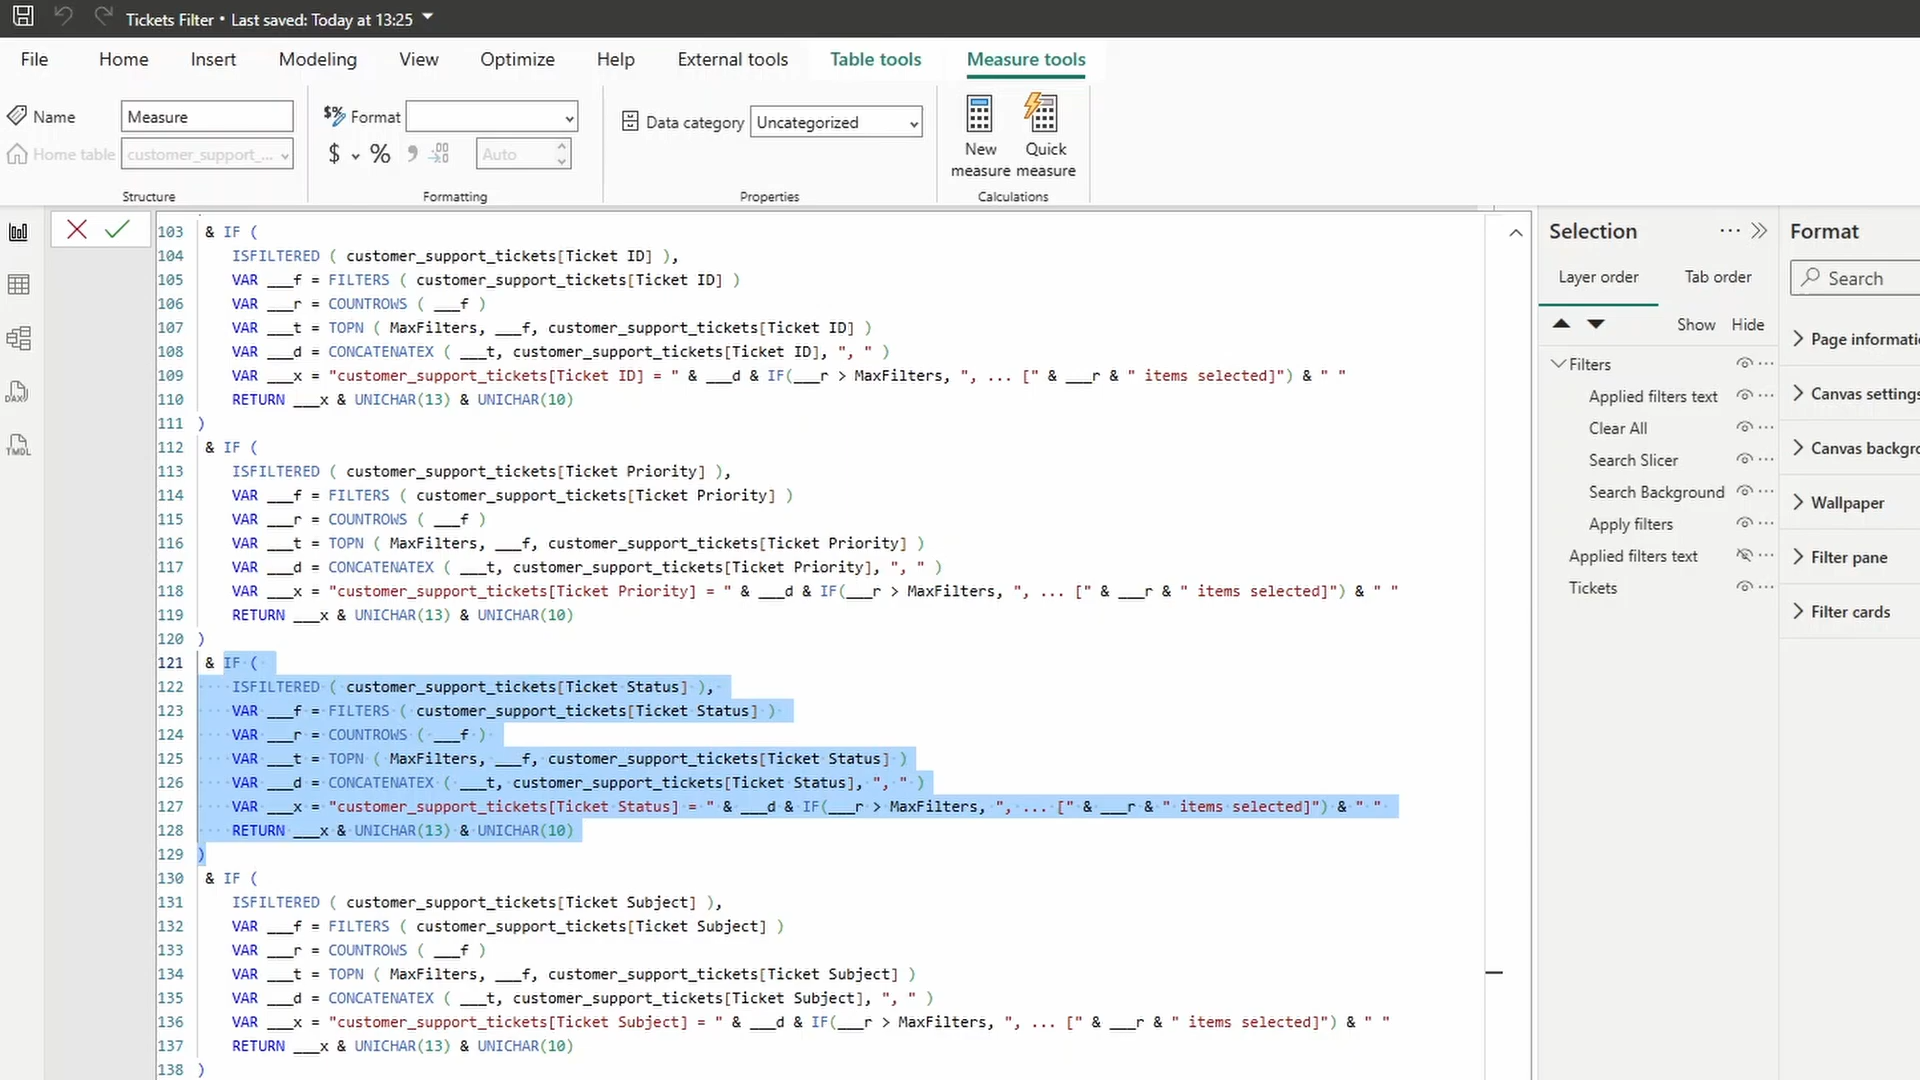 Tickets Filter • Last saved: Today at 13:25
File Home Insert Modeling View Optimize Help External tools Table tools Measure tools
Name Measure
Home table customer_support_...
Structure
Format
$ % Auto
Formatting
Data category Uncategorized
Properties
New measure
Quick measure
Calculations
DAX
TMDL
103 & IF (
104 ISFILTERED ( customer_support_tickets[Ticket ID] ),
105 VAR ___f = FILTERS ( customer_support_tickets[Ticket ID] )
106 VAR ___r = COUNTROWS ( ___f )
107 VAR ___t = TOPN ( MaxFilters, ___f, customer_support_tickets[Ticket ID] )
108 VAR ___d = CONCATENATEX ( ___t, customer_support_tickets[Ticket ID], ", " )
109 VAR ___x = "customer_support_tickets[Ticket ID] = " & ___d & IF(___r > MaxFilters, ", ... [" & ___r & " items selected]") & " "
110 RETURN ___x & UNICHAR(13) & UNICHAR(10)
111 )
112 & IF (
113 ISFILTERED ( customer_support_tickets[Ticket Priority] ),
114 VAR ___f = FILTERS ( customer_support_tickets[Ticket Priority] )
115 VAR ___r = COUNTROWS ( ___f )
116 VAR ___t = TOPN ( MaxFilters, ___f, customer_support_tickets[Ticket Priority] )
117 VAR ___d = CONCATENATEX ( ___t, customer_support_tickets[Ticket Priority], ", " )
118 VAR ___x = "customer_support_tickets[Ticket Priority] = " & ___d & IF(___r > MaxFilters, ", ... [" & ___r & " items selected]") & " "
119 RETURN ___x & UNICHAR(13) & UNICHAR(10)
120 )
121 & IF (
122 ISFILTERED ( customer_support_tickets[Ticket Status] ),
123 VAR ___f = FILTERS ( customer_support_tickets[Ticket Status] )
124 VAR ___r = COUNTROWS ( ___f )
125 VAR ___t = TOPN ( MaxFilters, ___f, customer_support_tickets[Ticket Status] )
126 VAR ___d = CONCATENATEX ( ___t, customer_support_tickets[Ticket Status], ", " )
127 VAR ___x = "customer_support_tickets[Ticket Status] = " & ___d & IF(___r > MaxFilters, ", ... [" & ___r & " items selected]") & " "
128 RETURN ___x & UNICHAR(13) & UNICHAR(10)
129 )
130 & IF (
131 ISFILTERED ( customer_support_tickets[Ticket Subject] ),
132 VAR ___f = FILTERS ( customer_support_tickets[Ticket Subject] )
133 VAR ___r = COUNTROWS ( ___f )
134 VAR ___t = TOPN ( MaxFilters, ___f, customer_support_tickets[Ticket Subject] )
135 VAR ___d = CONCATENATEX ( ___t, customer_support_tickets[Ticket Subject], ", " )
136 VAR ___x = "customer_support_tickets[Ticket Subject] = " & ___d & IF(___r > MaxFilters, ", ... [" & ___r & " items selected]") & " "
137 RETURN ___x & UNICHAR(13) & UNICHAR(10)
138 )
Selection
Layer order Tab order
Show Hide
Filters
Applied filters text
Clear All
Search Slicer
Search Background
Apply filters
Applied filters text
Tickets
Format
Search
Page informati
Canvas settings
Canvas backgro
Wallpaper
Filter pane
Filter cards